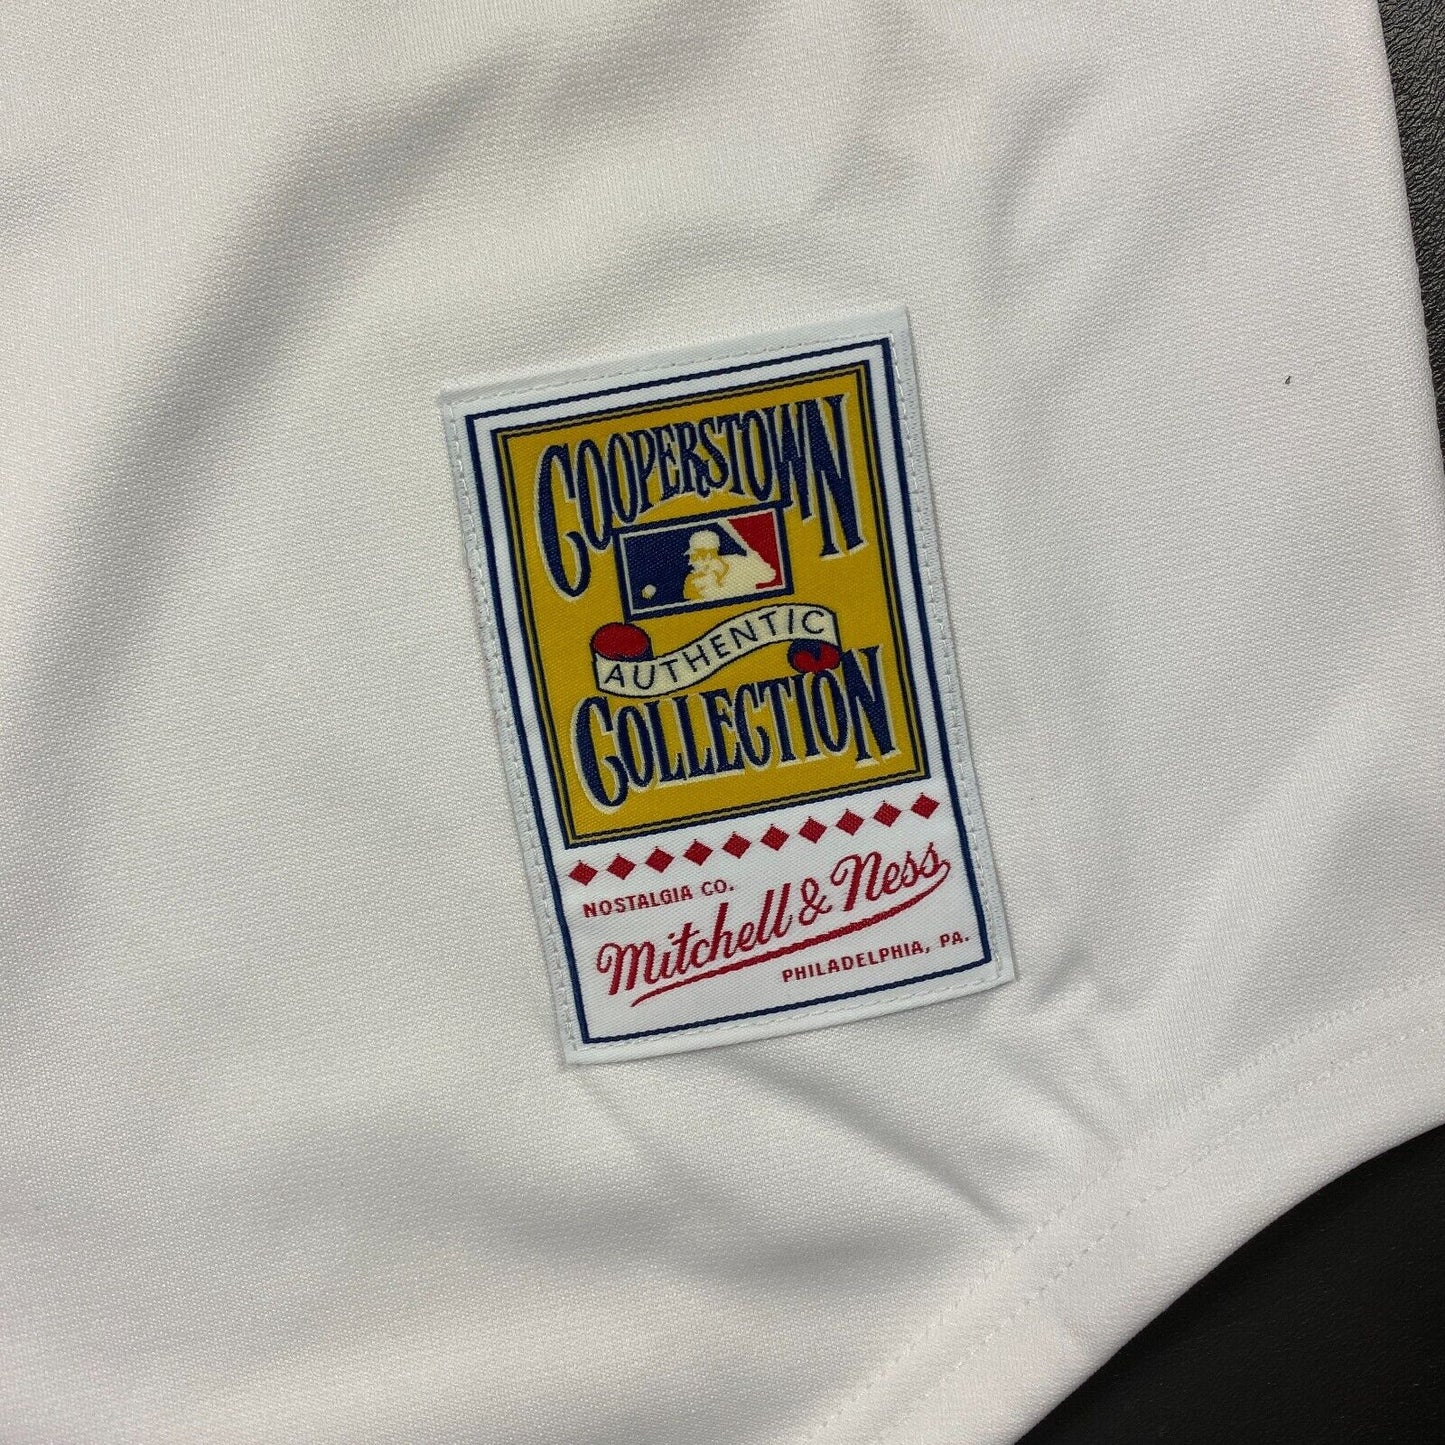 COOPERSTOWN
AUTHENTIC
COLLECTION
NOSTALGIA CO.
Mitchell & Ness
PHILADELPHIA, PA.